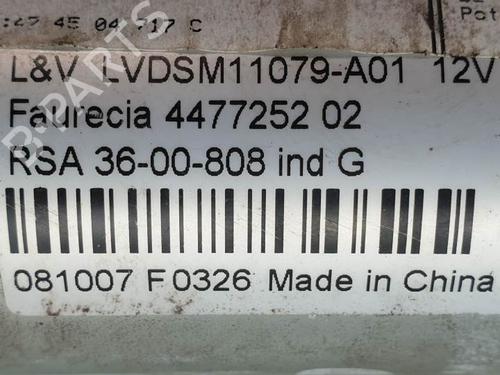 L&V LVDSM11079-A01 12V
Faurecia 4477252 02
RSA 36-00-808 ind G
081007 F0326 Made in China